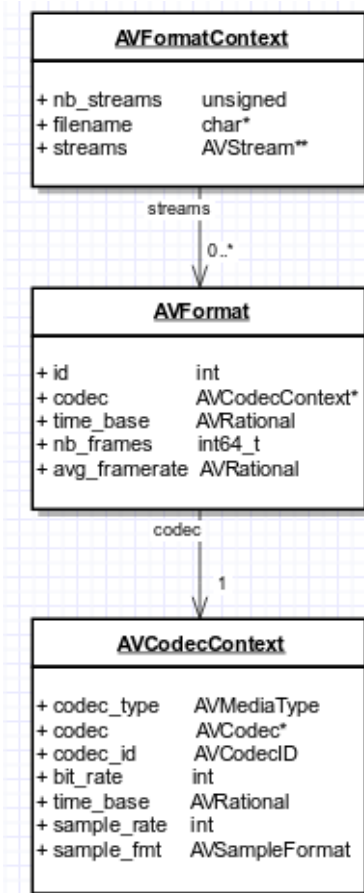 AVFormatContext
+ nb_streams unsigned
+ filename char*
+ streams AVStream**
streams
0..*
AVFormat
+ id int
+ codec AVCodecContext*
+ time_base AVRational
+ nb_frames int64_t
+ avg_framerate AVRational
codec
1
AVCodecContext
+ codec_type AVMediaType
+ codec AVCodec*
+ codec_id AVCodecID
+ bit_rate int
+ time_base AVRational
+ sample_rate int
+ sample_fmt AVSampleFormat